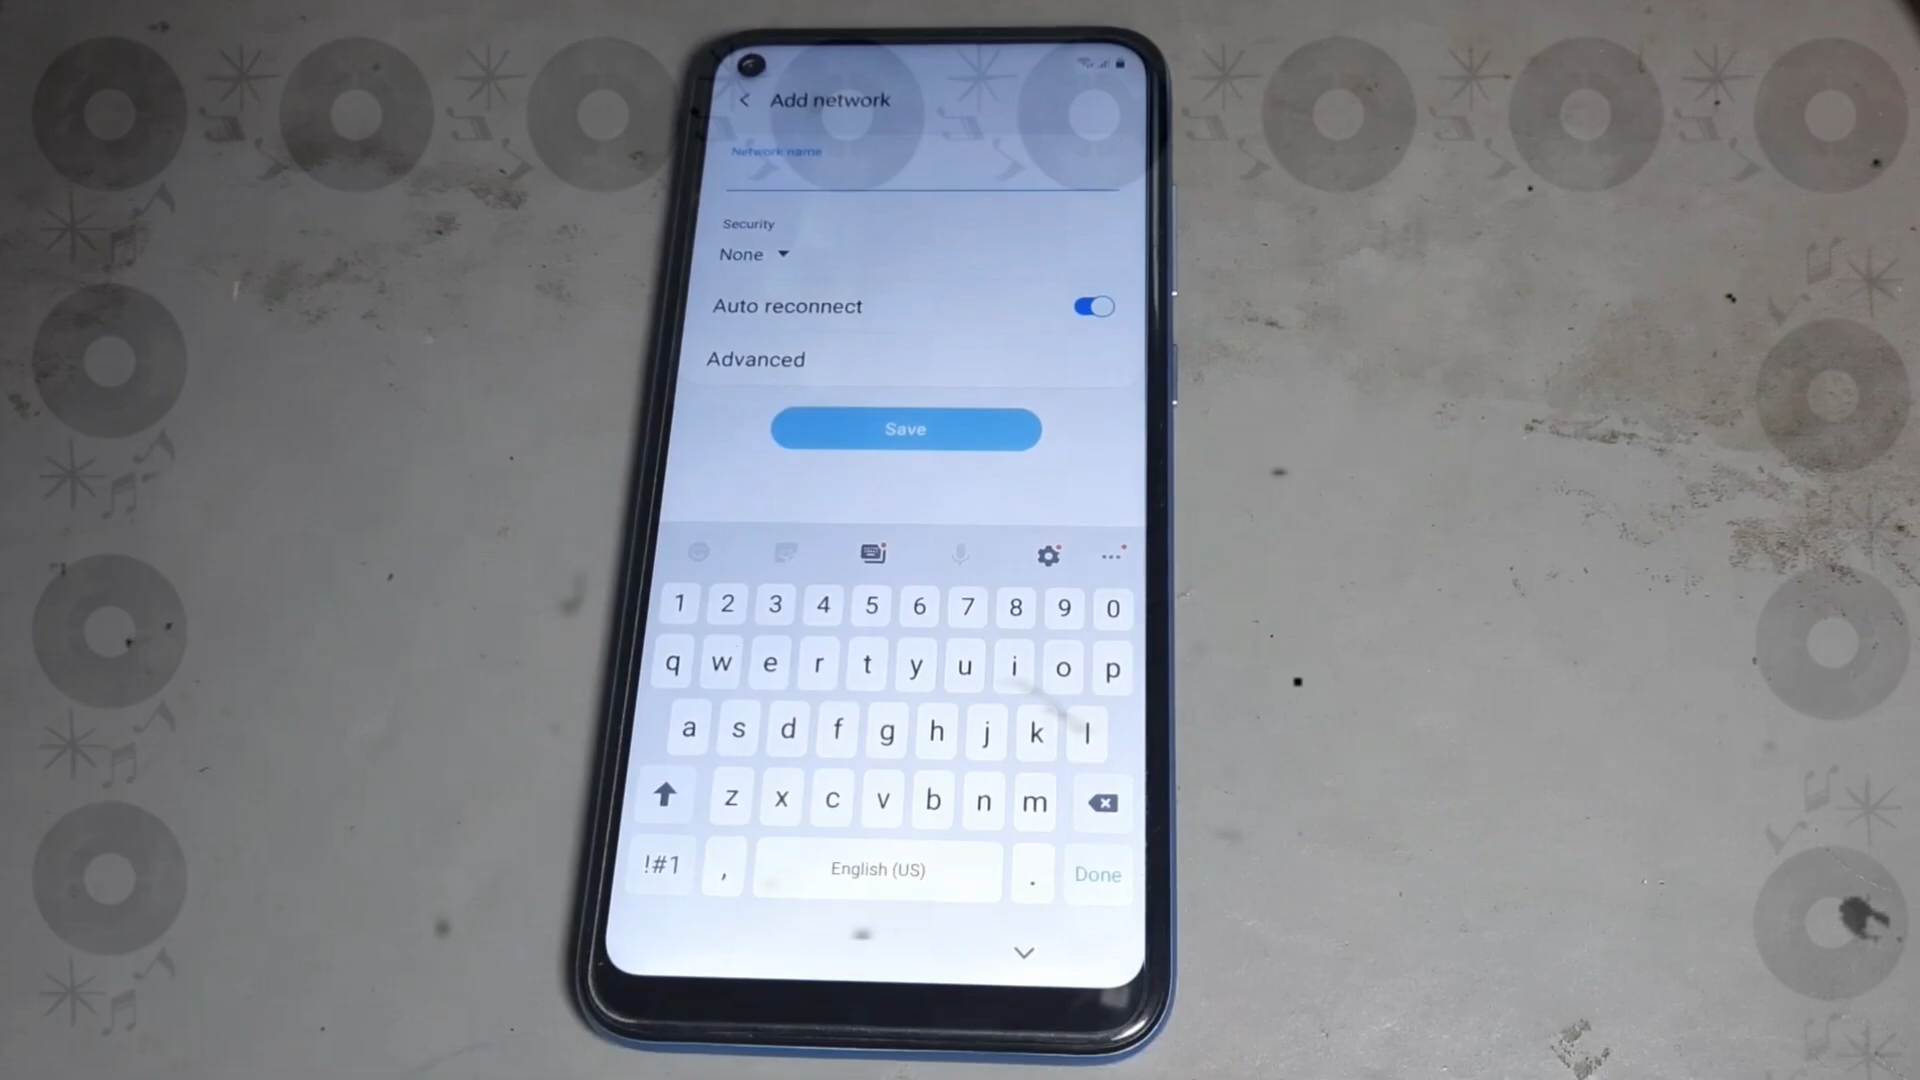 Add network
Network name
Security
None
Auto reconnect
Advanced
Save
1 2 3 4 5 6 7 8 9 0
q w e r t y u i o p
a s d f g h j k l
z x c v b n m
!#1 , English (US) . Done